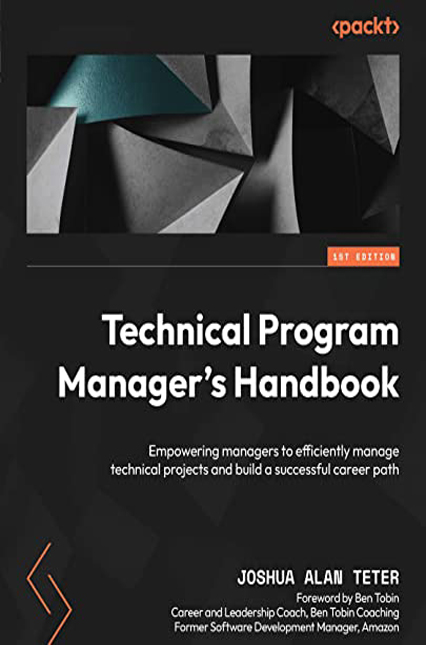 <packt>
1ST EDITION
Technical Program
Manager's Handbook
Empowering managers to efficiently manage
technical projects and build a successful career path
JOSHUA ALAN TETER
Foreword by Ben Tobin
Career and Leadership Coach, Ben Tobin Coaching
Former Software Development Manager, Amazon